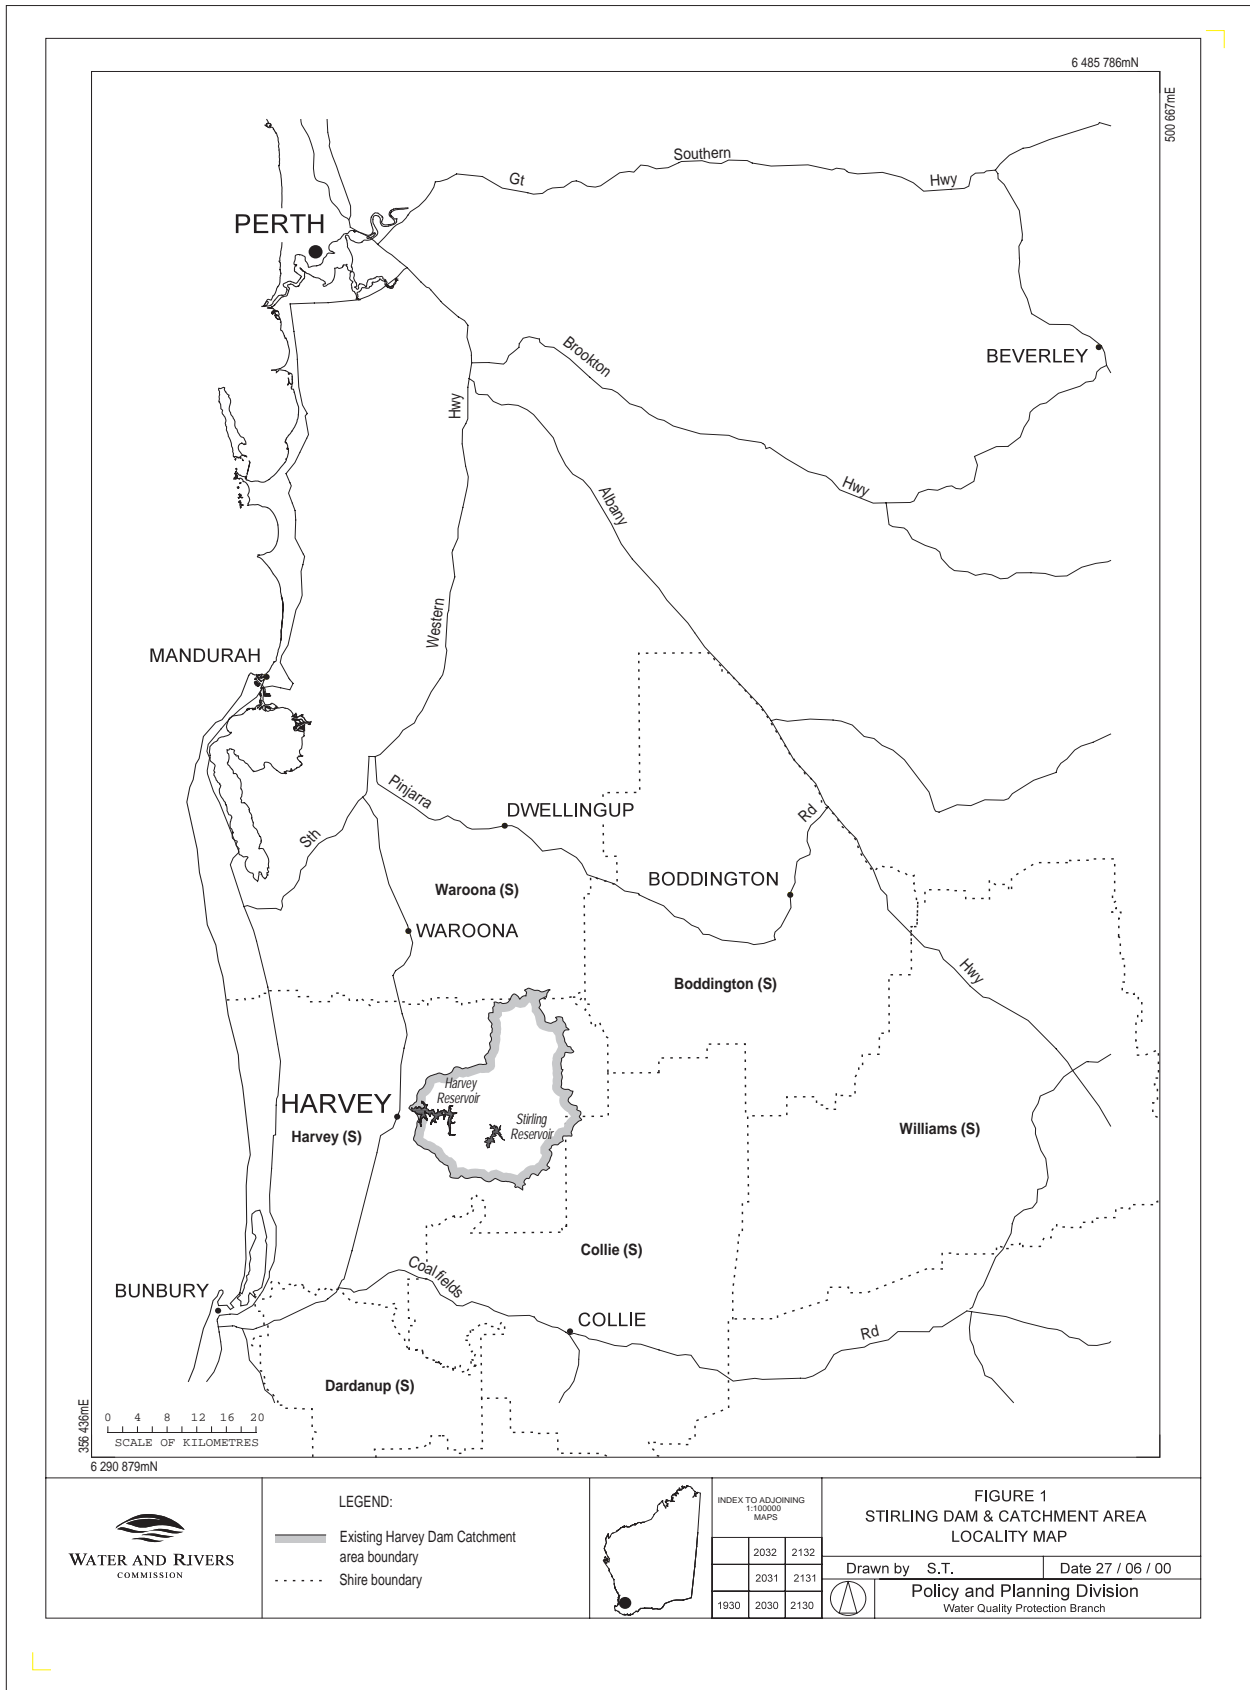 6 485 786mN
500 667mE
Southern
Gt
Hwy
PERTH
Brookton
BEVERLEY
Hwy
Hwy
Albany
Western
MANDURAH
Pinjarra
DWELLINGUP
Rd
Sth
BODDINGTON
Waroona (S)
WAROONA
Hwy
Boddington (S)
Harvey
Reservoir
HARVEY
Stirling
Reservoir
Harvey (S)
Williams (S)
Collie (S)
Coalfields
BUNBURY
COLLIE
Rd
Dardanup (S)
356 436mE
0 4 8 12 16 20
SCALE OF KILOMETRES
6 290 879mN
WATER AND RIVERS
COMMISSION
LEGEND:
Existing Harvey Dam Catchment
area boundary
Shire boundary
INDEX TO ADJOINING
1:100000
MAPS
2032 2132
2031 2131
1930 2030 2130
FIGURE 1
STIRLING DAM & CATCHMENT AREA
LOCALITY MAP
Drawn by S.T.
Date 27 / 06 / 00
Policy and Planning Division
Water Quality Protection Branch